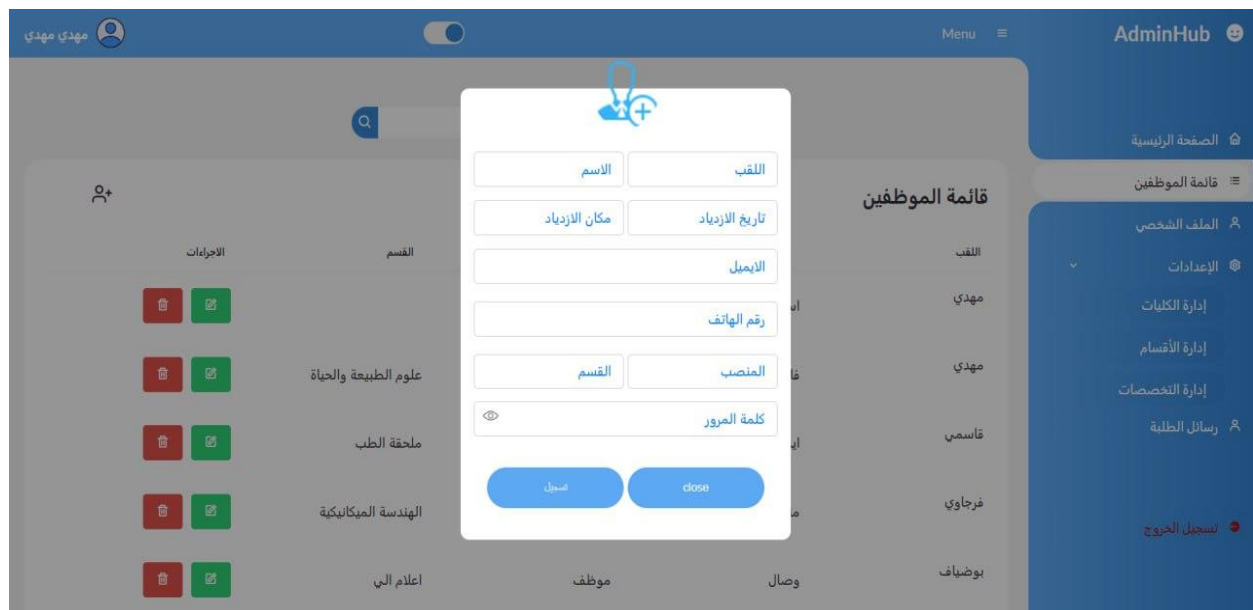 AdminHub
Menu
مهدي مهدي
الصفحة الرئيسية
قائمة الموظفين
الملف الشخصي
الإعدادات
إدارة الكليات
إدارة الأقسام
إدارة التخصصات
رسائل الطلبة
تسجيل الخروج
قائمة الموظفين
اللقب القسم الاجراءات
مهدي
مهدي علوم الطبيعة والحياة
قاسمي ملحقة الطب
فرجاوي الهندسة الميكانيكية
بوضياف وصال موظف اعلام الي
اللقب الاسم
تاريخ الازدياد مكان الازدياد
الايميل
رقم الهاتف
المنصب القسم
كلمة المرور
close تسجيل